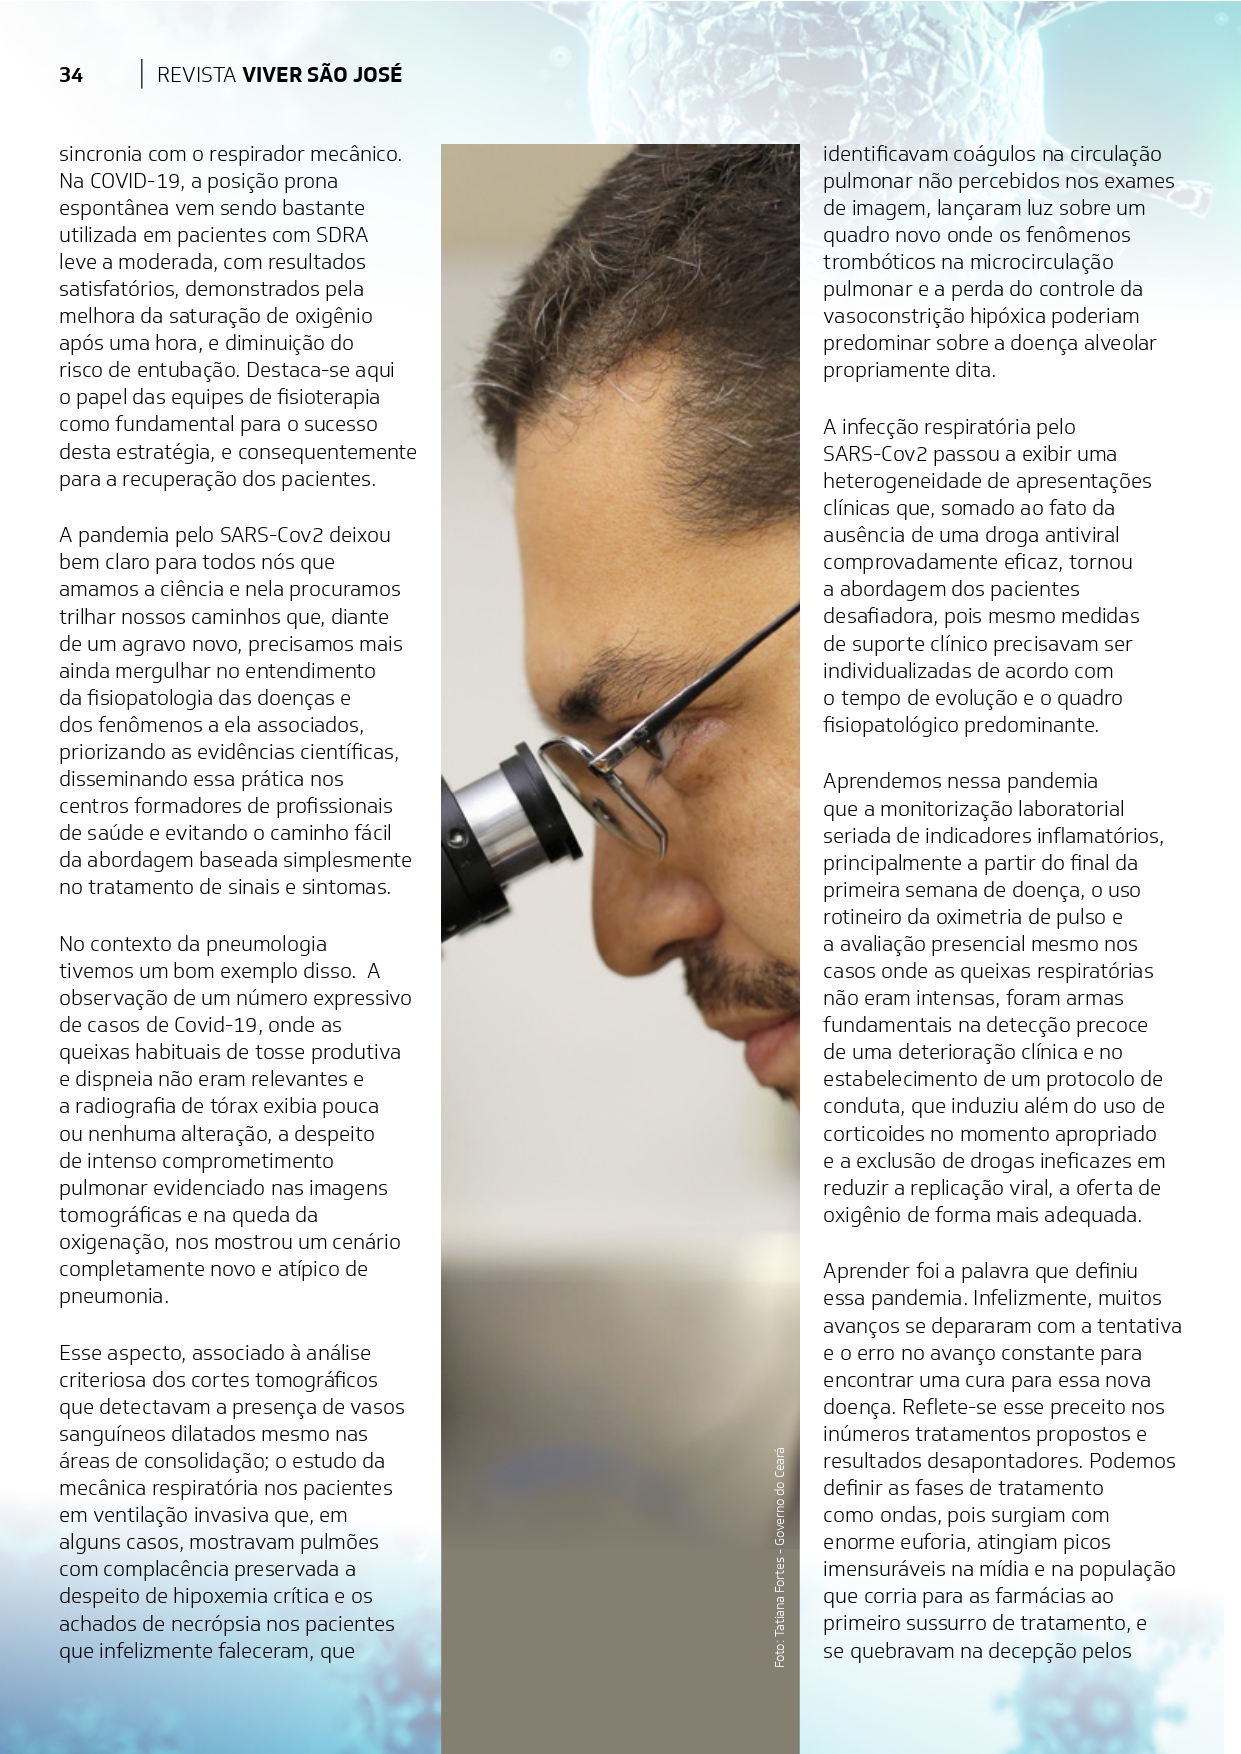 34 | REVISTA VIVER SÃO JOSÉ
sincronia com o respirador mecânico.
Na COVID-19, a posição prona
espontânea vem sendo bastante
utilizada em pacientes com SDRA
leve a moderada, com resultados
satisfatórios, demonstrados pela
melhora da saturação de oxigênio
após uma hora, e diminuição do
risco de entubação. Destaca-se aqui
o papel das equipes de fisioterapia
como fundamental para o sucesso
desta estratégia, e consequentemente
para a recuperação dos pacientes.
A pandemia pelo SARS-Cov2 deixou
bem claro para todos nós que
amamos a ciência e nela procuramos
trilhar nossos caminhos que, diante
de um agravo novo, precisamos mais
ainda mergulhar no entendimento
da fisiopatologia das doenças e
dos fenômenos a ela associados,
priorizando as evidências científicas,
disseminando essa prática nos
centros formadores de profissionais
de saúde e evitando o caminho fácil
da abordagem baseada simplesmente
no tratamento de sinais e sintomas.
No contexto da pneumologia
tivemos um bom exemplo disso.  A
observação de um número expressivo
de casos de Covid-19, onde as
queixas habituais de tosse produtiva
e dispneia não eram relevantes e
a radiografia de tórax exibia pouca
ou nenhuma alteração, a despeito
de intenso comprometimento
pulmonar evidenciado nas imagens
tomográficas e na queda da
oxigenação, nos mostrou um cenário
completamente novo e atípico de
pneumonia.
Esse aspecto, associado à análise
criteriosa dos cortes tomográficos
que detectavam a presença de vasos
sanguíneos dilatados mesmo nas
áreas de consolidação; o estudo da
mecânica respiratória nos pacientes
em ventilação invasiva que, em
alguns casos, mostravam pulmões
com complacência preservada a
despeito de hipoxemia crítica e os
achados de necrópsia nos pacientes
que infelizmente faleceram, que
Foto: Tatiana Fortes - Governo do Ceará
identificavam coágulos na circulação
pulmonar não percebidos nos exames
de imagem, lançaram luz sobre um
quadro novo onde os fenômenos
trombóticos na microcirculação
pulmonar e a perda do controle da
vasoconstrição hipóxica poderiam
predominar sobre a doença alveolar
propriamente dita.
A infecção respiratória pelo
SARS-Cov2 passou a exibir uma
heterogeneidade de apresentações
clínicas que, somado ao fato da
ausência de uma droga antiviral
comprovadamente eficaz, tornou
a abordagem dos pacientes
desafiadora, pois mesmo medidas
de suporte clínico precisavam ser
individualizadas de acordo com
o tempo de evolução e o quadro
fisiopatológico predominante.
Aprendemos nessa pandemia
que a monitorização laboratorial
seriada de indicadores inflamatórios,
principalmente a partir do final da
primeira semana de doença, o uso
rotineiro da oximetria de pulso e
a avaliação presencial mesmo nos
casos onde as queixas respiratórias
não eram intensas, foram armas
fundamentais na detecção precoce
de uma deterioração clínica e no
estabelecimento de um protocolo de
conduta, que induziu além do uso de
corticoides no momento apropriado
e a exclusão de drogas ineficazes em
reduzir a replicação viral, a oferta de
oxigênio de forma mais adequada.
Aprender foi a palavra que definiu
essa pandemia. Infelizmente, muitos
avanços se depararam com a tentativa
e o erro no avanço constante para
encontrar uma cura para essa nova
doença. Reflete-se esse preceito nos
inúmeros tratamentos propostos e
resultados desapontadores. Podemos
definir as fases de tratamento
como ondas, pois surgiam com
enorme euforia, atingiam picos
imensuráveis na mídia e na população
que corria para as farmácias ao
primeiro sussurro de tratamento, e
se quebravam na decepção pelos